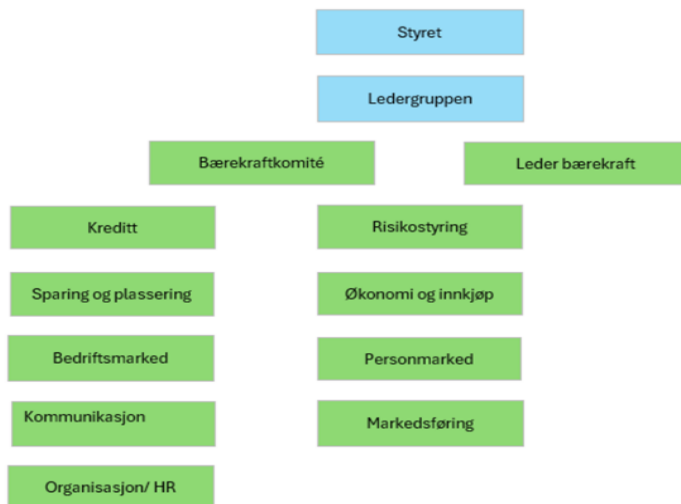 Styret
Ledergruppen
Bærekraftkomité
Leder bærekraft
Kreditt
Risikostyring
Sparing og plassering
Økonomi og innkjøp
Bedriftsmarked
Personmarked
Kommunikasjon
Markedsføring
Organisasjon/ HR